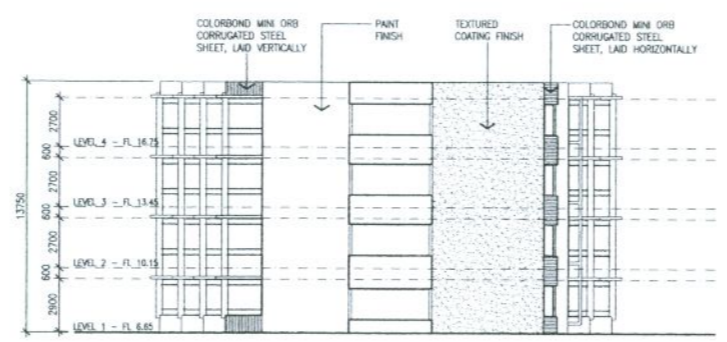 COLORBOND MINI ORB
CORRUGATED STEEL
SHEET, LAID VERTICALLY
PAINT
FINISH
TEXTURED
COATING FINISH
COLORBOND MINI ORB
CORRUGATED STEEL
SHEET, LAID HORIZONTALLY
13750
2700
LEVEL 4 - FL 16.75
600
2700
LEVEL 3 - FL 13.45
600
2700
LEVEL 2 - FL 10.15
600
2900
LEVEL 1 - FL 6.85